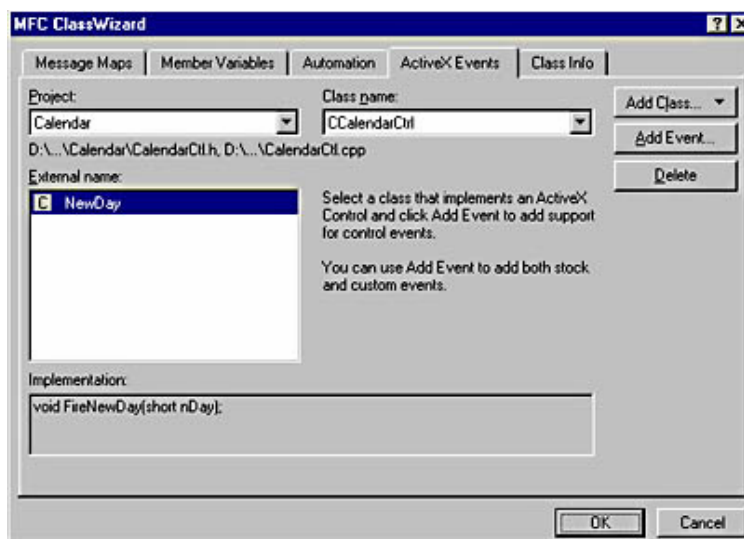 MFC ClassWizard
Message Maps Member Variables Automation ActiveX Events Class Info
Project:
Class name:
Add Class...
Calendar
CCalendarCtrl
Add Event...
D:\...\Calendar\CalendarCtl.h, D:\...\CalendarCtl.cpp
Delete
External name:
C NewDay
Select a class that implements an ActiveX
Control and click Add Event to add support
for control events.
You can use Add Event to add both stock
and custom events.
Implementation:
void FireNewDay(short nDay);
OK Cancel